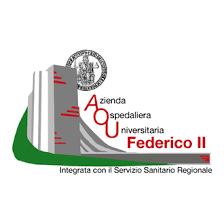 Azienda
Ospedaliera
Universitaria
Federico II
Integrata con il Servizio Sanitario Regionale